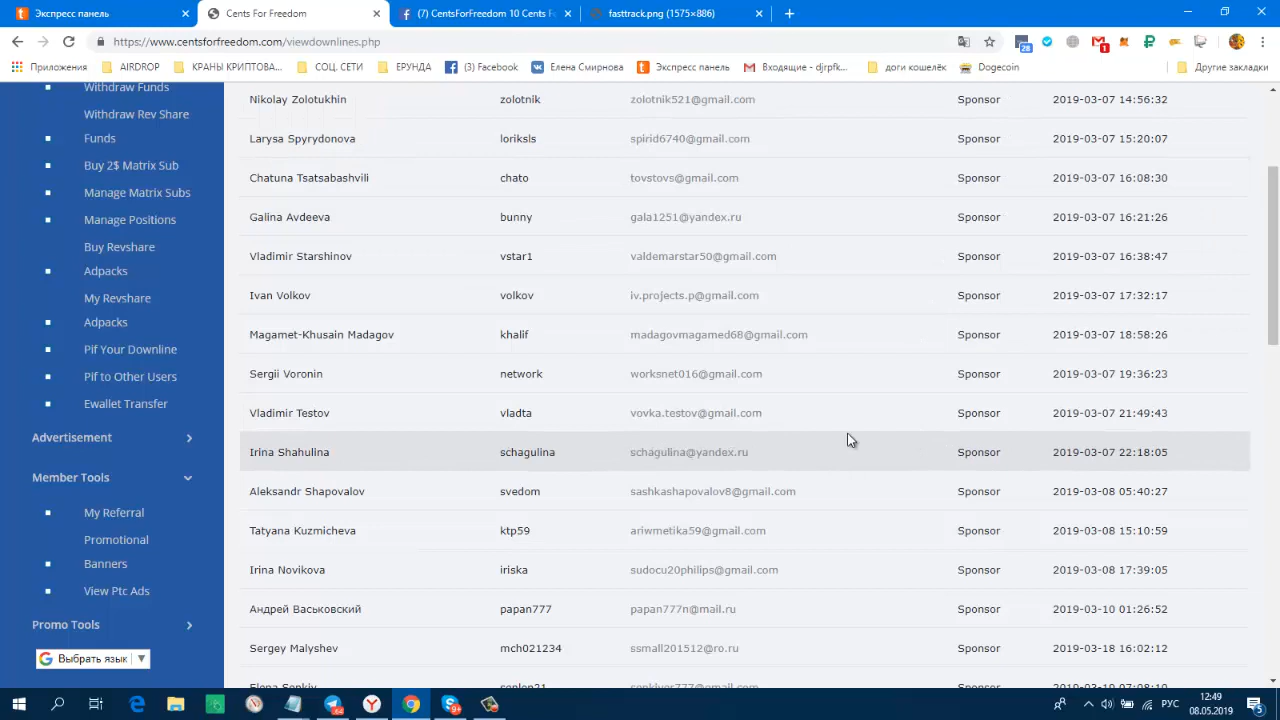 Экспресс панель
Cents For Freedom
(7) CentsForFreedom 10 Cents F
fasttrack.png (1575×886)
https://www.centsforfreedom.com/viewdownlines.php
28
1
Приложения
AIRDROP
КРАНЫ КРИПТОВА...
СОЦ. СЕТИ
ЕРУНДА
(3) Facebook
Елена Смирнова
Экспресс панель
Входящие - djrpfk...
доги кошелёк
Dogecoin
Другие закладки
Withdraw Funds
Withdraw Rev Share
Funds
Buy 2$ Matrix Sub
Manage Matrix Subs
Manage Positions
Buy Revshare
Adpacks
My Revshare
Adpacks
Pif Your Downline
Pif to Other Users
Ewallet Transfer
Advertisement
Member Tools
My Referral
Promotional
Banners
View Ptc Ads
Promo Tools
Выбрать язык
Nikolay Zolotukhin zolotnik zolotnik521@gmail.com Sponsor 2019-03-07 14:56:32
Larysa Spyrydonova loriksls spirid6740@gmail.com Sponsor 2019-03-07 15:20:07
Chatuna Tsatsabashvili chato tovstovs@gmail.com Sponsor 2019-03-07 16:08:30
Galina Avdeeva bunny gala1251@yandex.ru Sponsor 2019-03-07 16:21:26
Vladimir Starshinov vstar1 valdemarstar50@gmail.com Sponsor 2019-03-07 16:38:47
Ivan Volkov volkov iv.projects.p@gmail.com Sponsor 2019-03-07 17:32:17
Magamet-Khusain Madagov khalif madagovmagamed68@gmail.com Sponsor 2019-03-07 18:58:26
Sergii Voronin network worksnet016@gmail.com Sponsor 2019-03-07 19:36:23
Vladimir Testov vladta vovka.testov@gmail.com Sponsor 2019-03-07 21:49:43
Irina Shahulina schagulina schagulina@yandex.ru Sponsor 2019-03-07 22:18:05
Aleksandr Shapovalov svedom sashkashapovalov8@gmail.com Sponsor 2019-03-08 05:40:27
Tatyana Kuzmicheva ktp59 ariwmetika59@gmail.com Sponsor 2019-03-08 15:10:59
Irina Novikova iriska sudocu20philips@gmail.com Sponsor 2019-03-08 17:39:05
Андрей Васьковский papan777 papan777n@mail.ru Sponsor 2019-03-10 01:26:52
Sergey Malyshev mch021234 ssmall201512@ro.ru Sponsor 2019-03-18 16:02:12
РУС
12:49
08.05.2019
5